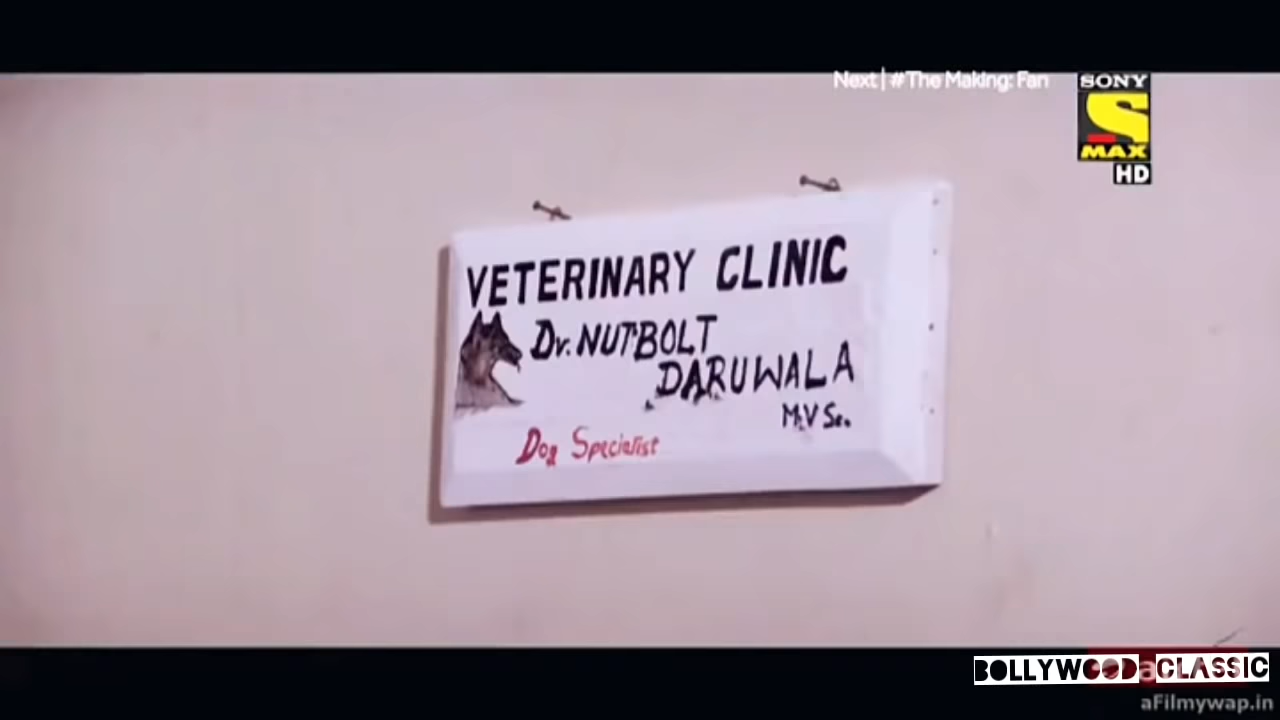 Next | #The Making: Fan
SONY
S
MAX
HD
VETERINARY CLINIC
Dr. NUTBOLT
DARUWALA
M.V Sc.
Dog Specialist
BOLLYWOOD CLASSIC
aFilmywap.in